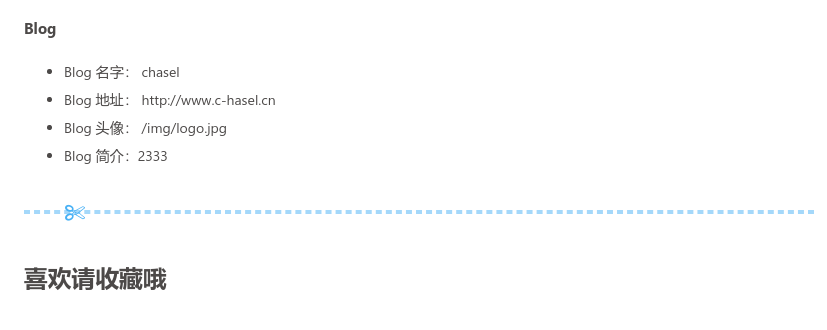 Blog
Blog 名字： chasel
Blog 地址： http://www.c-hasel.cn
Blog 头像： /img/logo.jpg
Blog 简介：2333
喜欢请收藏哦